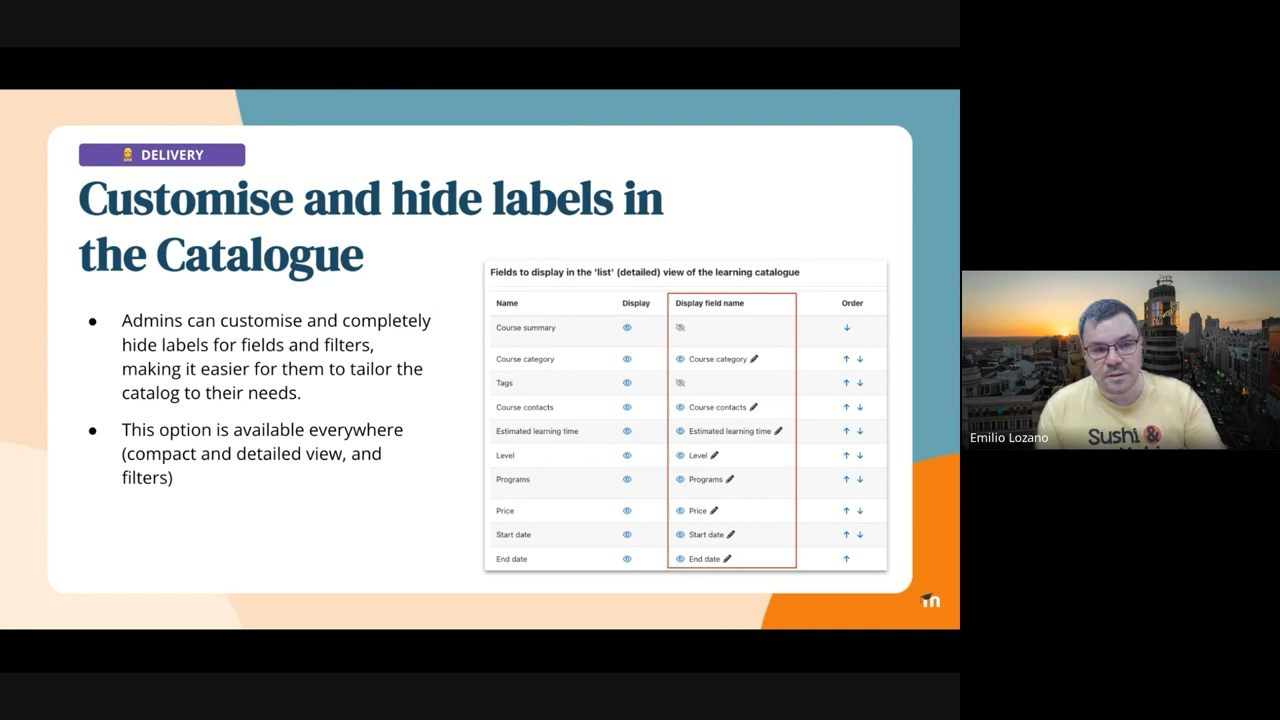 DELIVERY
Customise and hide labels in
the Catalogue
● Admins can customise and completely
hide labels for fields and filters,
making it easier for them to tailor the
catalog to their needs.
● This option is available everywhere
(compact and detailed view, and
filters)
Fields to display in the 'list' (detailed) view of the learning catalogue
Name Display Display field name Order
Course summary
Course category Course category
Tags
Course contacts Course contacts
Estimated learning time Estimated learning time
Level Level
Programs Programs
Price Price
Start date Start date
End date End date
m
Emilio Lozano
Sushi &